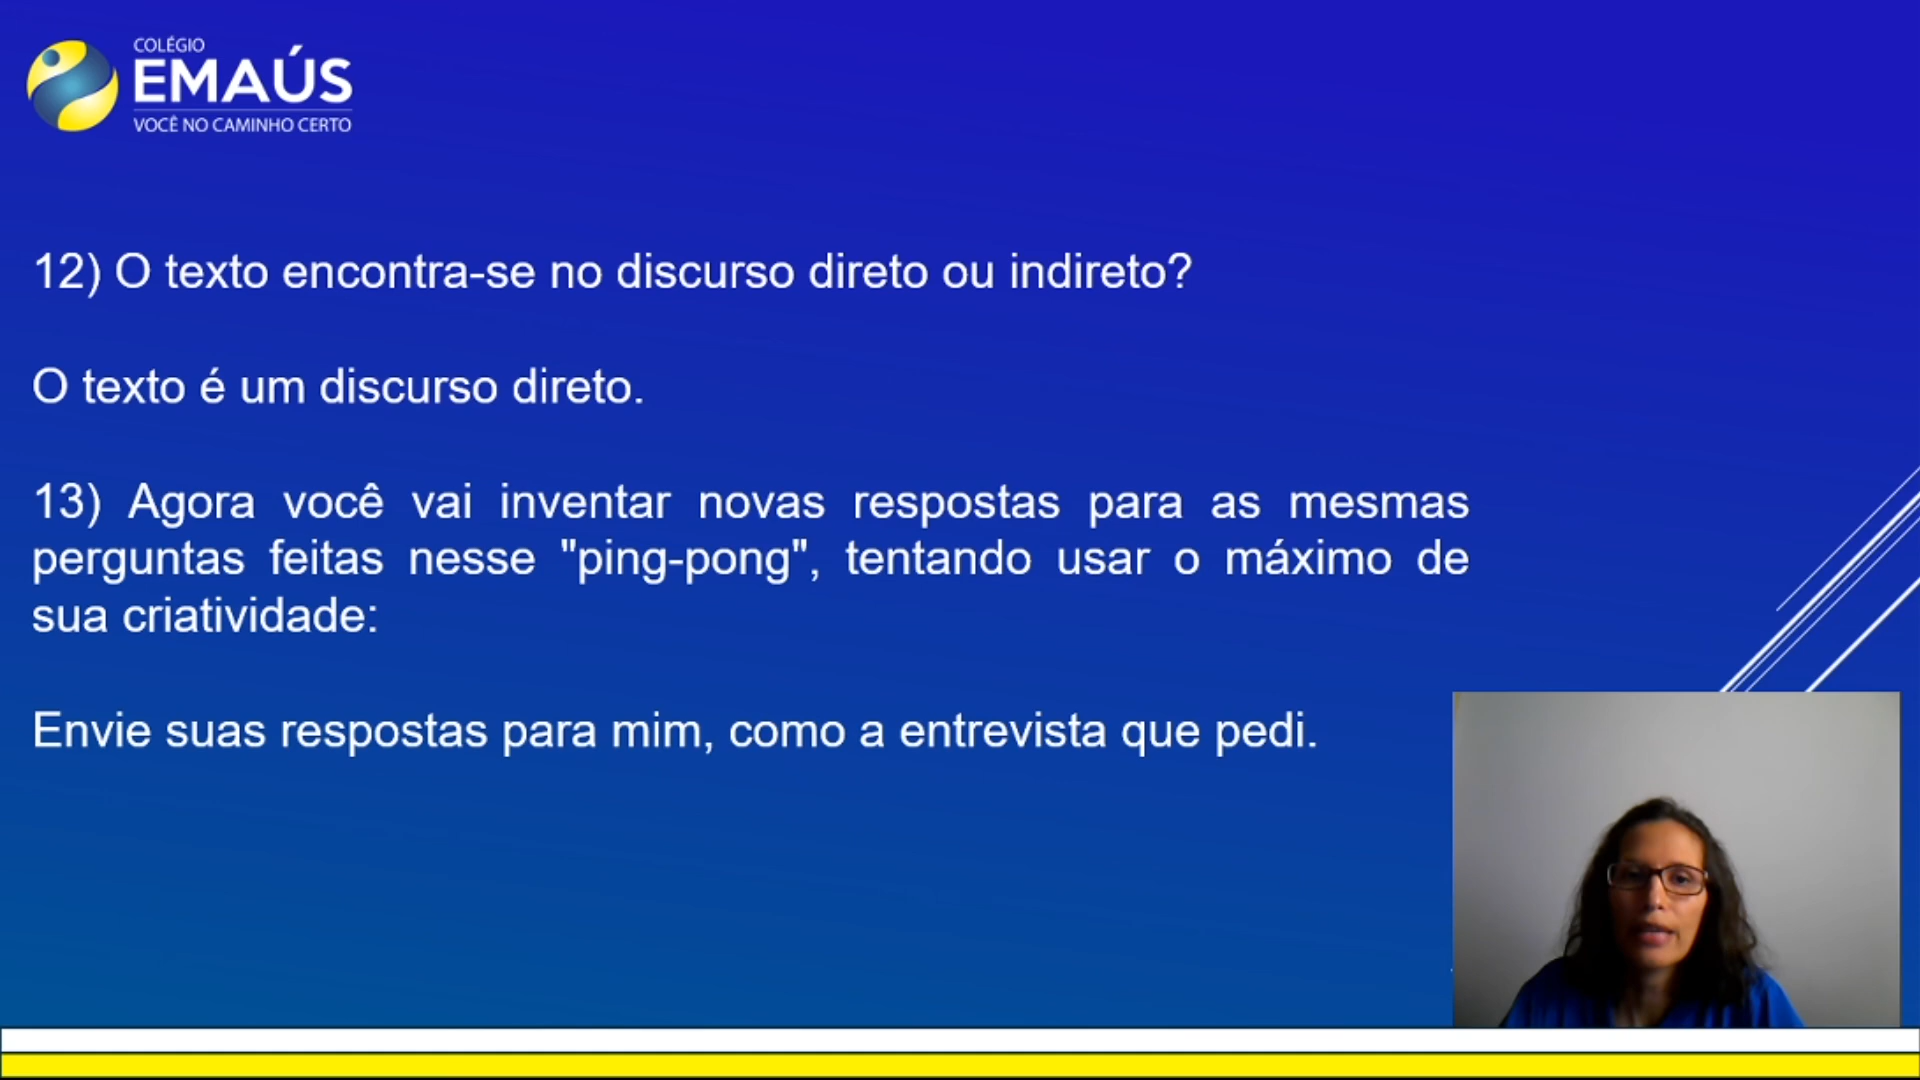 COLÉGIO
EMAÚS
VOCÊ NO CAMINHO CERTO
12) O texto encontra-se no discurso direto ou indireto?
O texto é um discurso direto.
13) Agora você vai inventar novas respostas para as mesmas
perguntas feitas nesse "ping-pong", tentando usar o máximo de
sua criatividade:
Envie suas respostas para mim, como a entrevista que pedi.